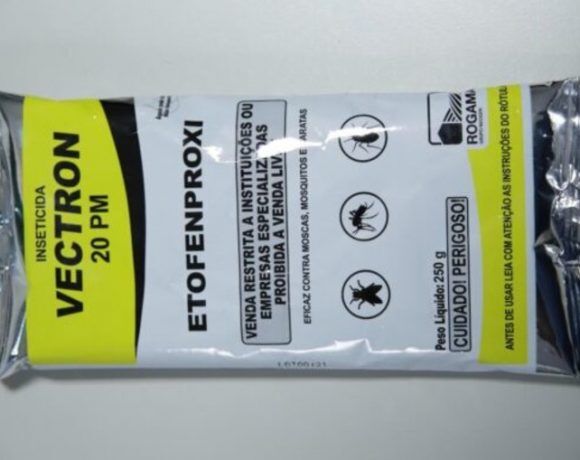 INSETICIDA
VECTRON
20 PM
ETOFENPROXI
VENDA RESTRITA A INSTITUIÇÕES OU
EMPRESAS ESPECIALIZADAS
PROIBIDA A VENDA
EFICAZ CONTRA MOSCAS, MOSQUITOS E BARATAS
ROGAMA
Peso Líquido: 250 g
CUIDADO! PERIGOSO!
ANTES DE USAR LEIA COM ATENÇÃO AS INSTRUÇÕES DO RÓTULO